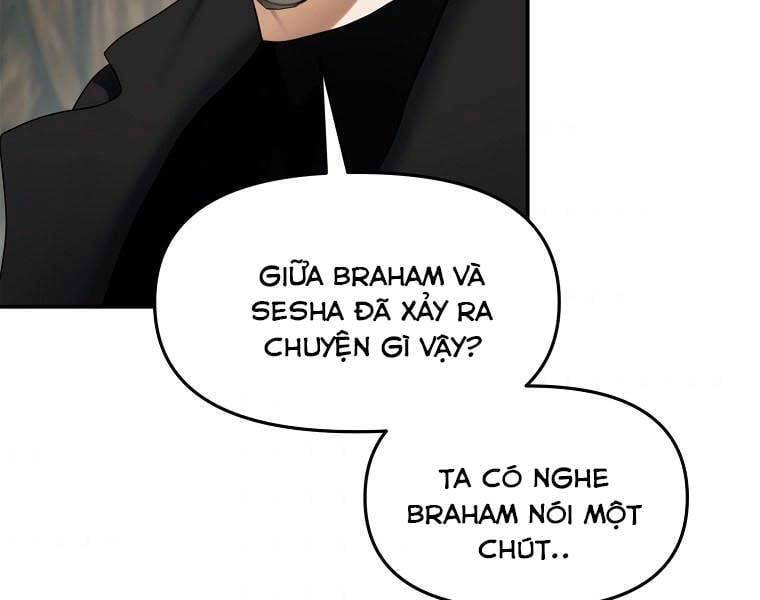 GIỮA BRAHAM VÀ
SESHA ĐÃ XẢY RA
CHUYỆN GÌ VẬY?
TA CÓ NGHE
BRAHAM NÓI MỘT
CHÚT..